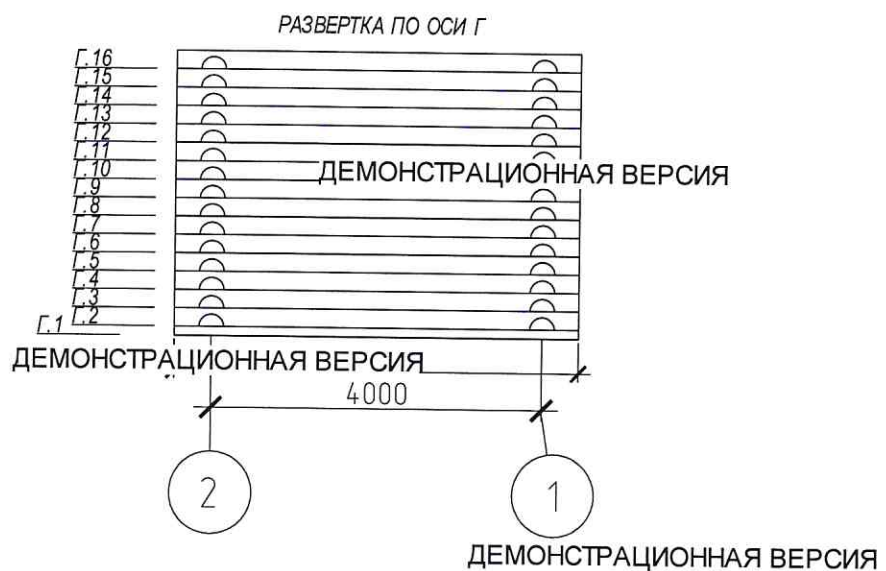 РАЗВЕРТКА ПО ОСИ Г
Г.16
Г.15
Г.14
Г.13
Г.12
Г.11
Г.10
Г.9
Г.8
Г.7
Г.6
Г.5
Г.4
Г.3
Г.2
Г.1
ДЕМОНСТРАЦИОННАЯ ВЕРСИЯ
ДЕМОНСТРАЦИОННАЯ ВЕРСИЯ
4000
2
1
ДЕМОНСТРАЦИОННАЯ ВЕРСИЯ